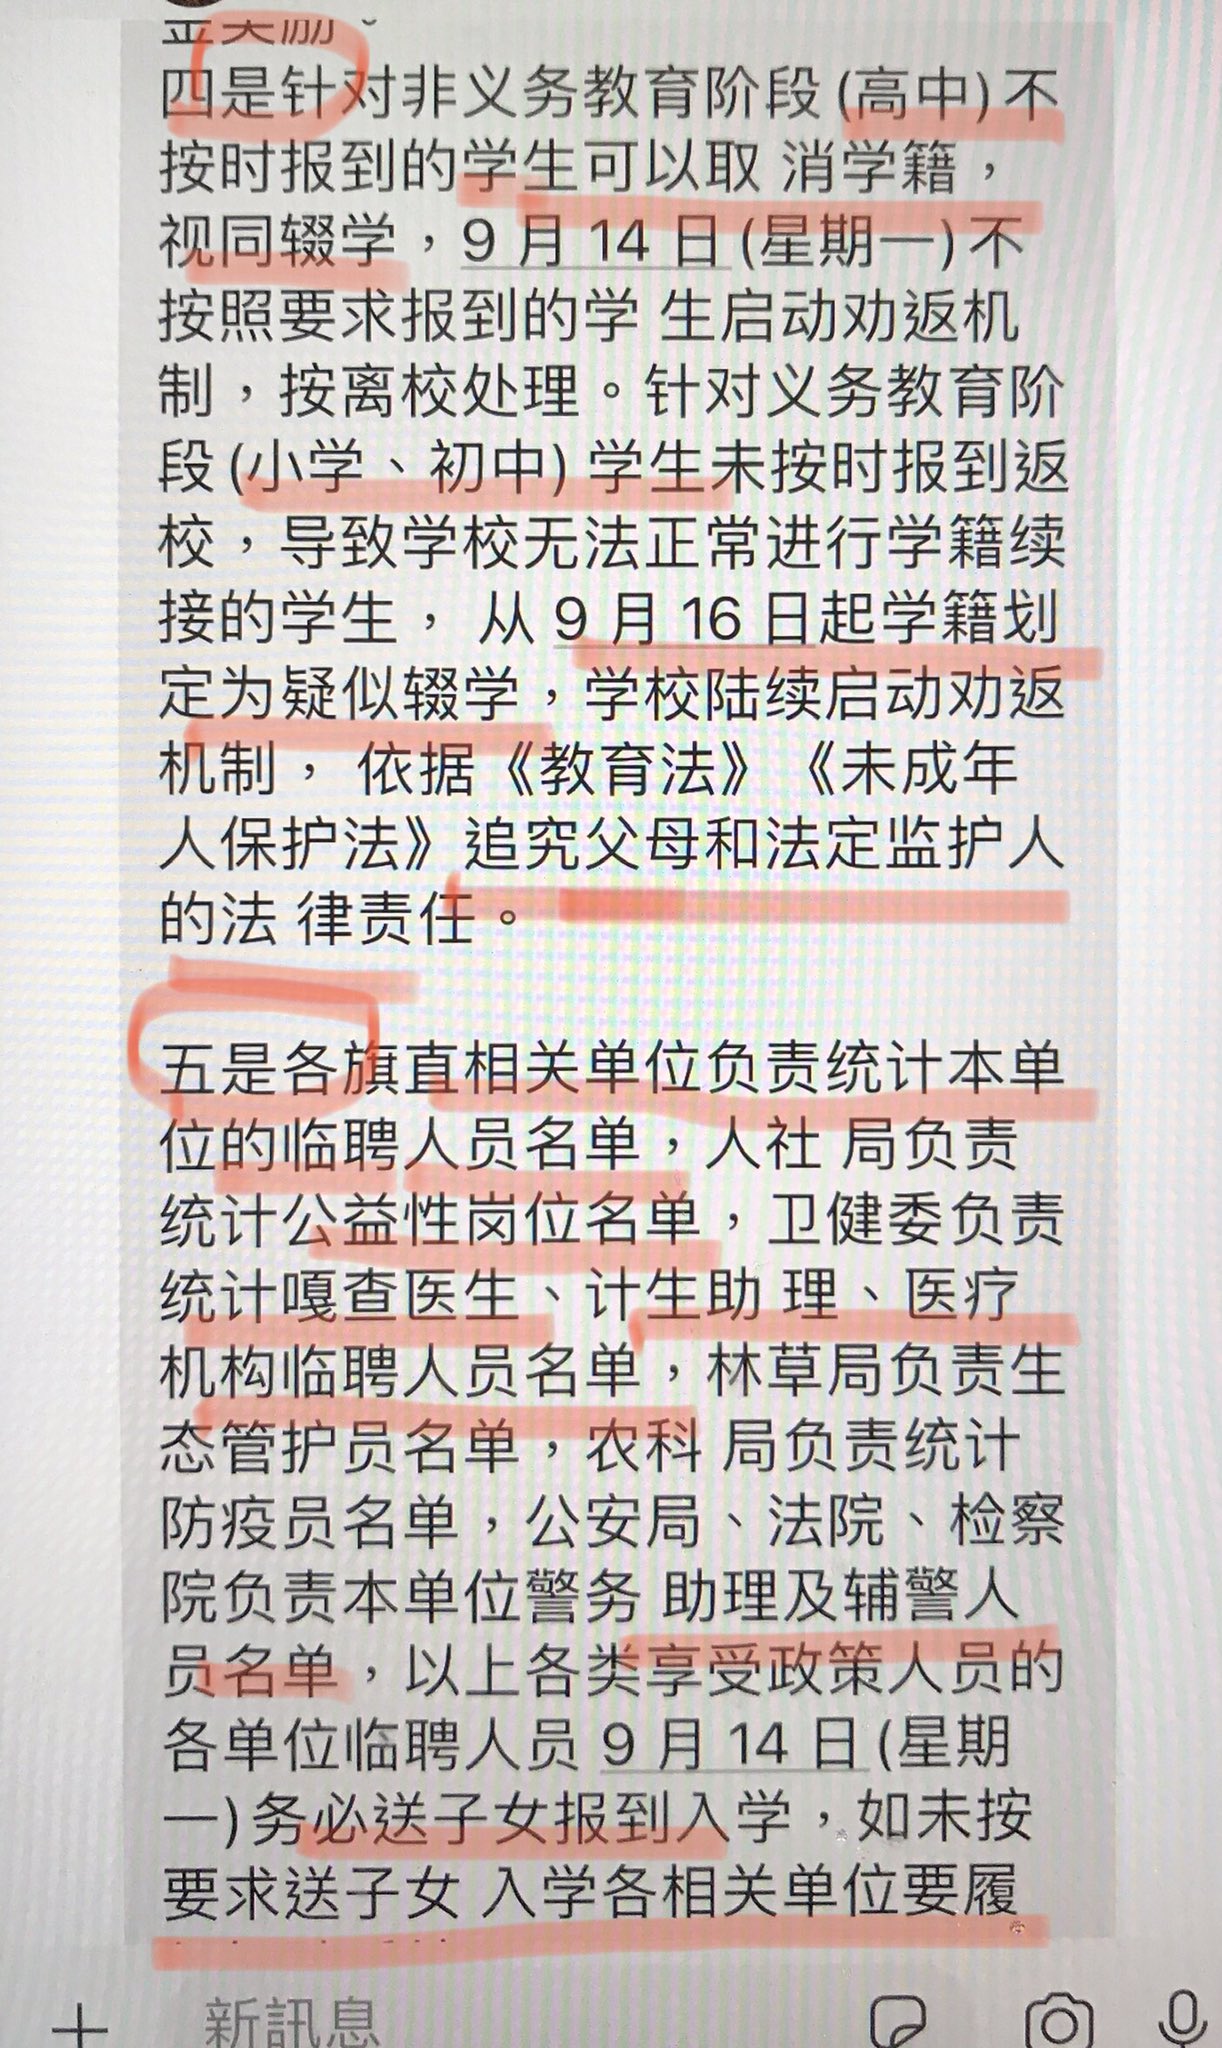 四是针对非义务教育阶段(高中)不
按时报到的学生可以取 消学籍，
视同辍学，9 月 14 日(星期一)不
按照要求报到的学 生启动劝返机
制，按离校处理。针对义务教育阶
段(小学、初中) 学生未按时报到返
校，导致学校无法正常进行学籍续
接的学生， 从 9 月 16 日起学籍划
定为疑似辍学，学校陆续启动劝返
机制， 依据《教育法》《未成年
人保护法》追究父母和法定监护人
的法 律责任。
五是各旗直相关单位负责统计本单
位的临聘人员名单，人社 局负责
统计公益性岗位名单，卫健委负责
统计嘎查医生、计生助 理、医疗
机构临聘人员名单，林草局负责生
态管护员名单，农科 局负责统计
防疫员名单，公安局、法院、检察
院负责本单位警务 助理及辅警人
员名单，以上各类享受政策人员的
各单位临聘人员 9 月 14 日(星期
一)务必送子女报到入学，如未按
要求送子女 入学各相关单位要履
新訊息